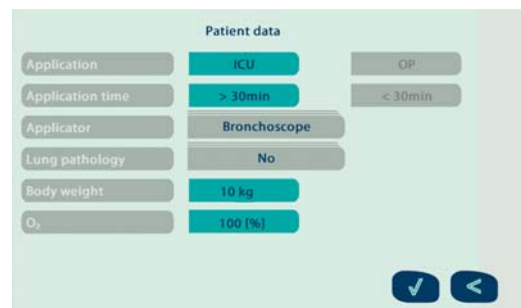 Patient data
Application ICU OP
Application time > 30min < 30min
Applicator Bronchoscope
Lung pathology No
Body weight 10 kg
O₂ 100 [%]